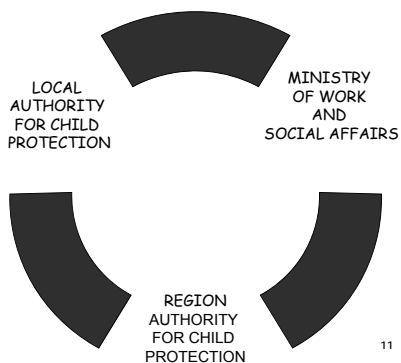 LOCAL
AUTHORITY
FOR CHILD
PROTECTION
MINISTRY
OF WORK
AND
SOCIAL AFFAIRS
REGION
AUTHORITY
FOR CHILD
PROTECTION
11